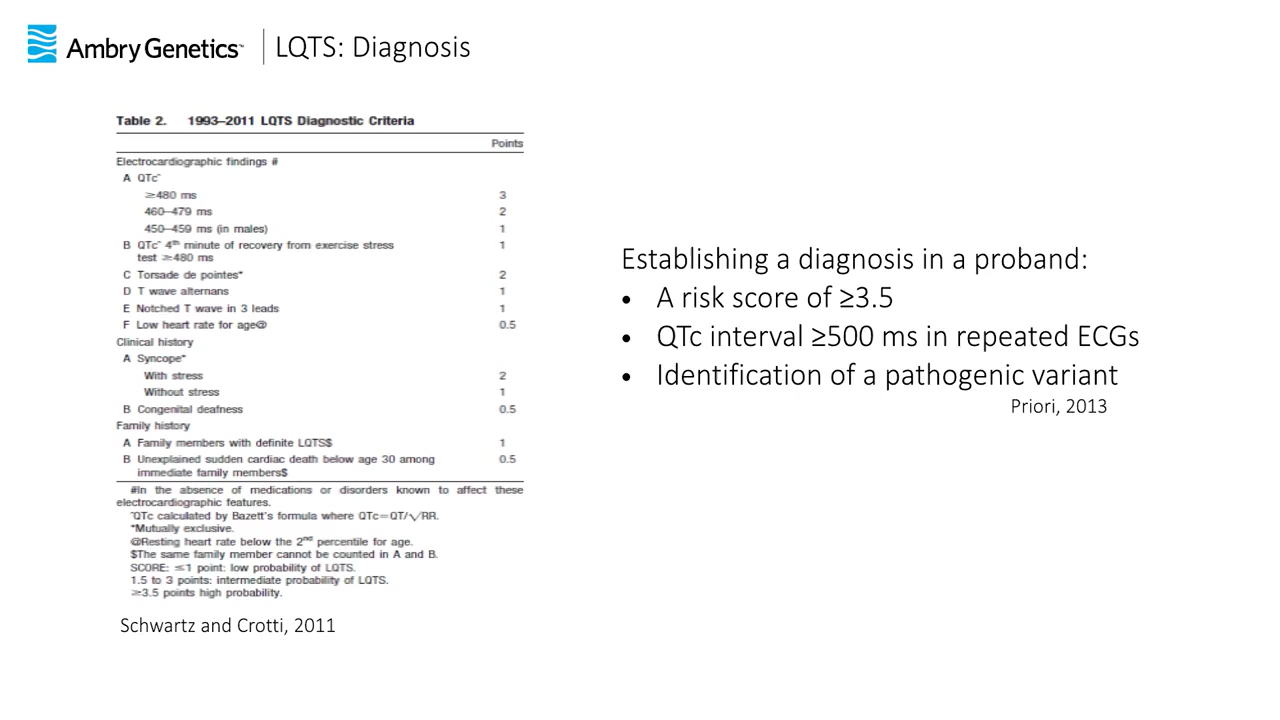 Ambry Genetics™ LQTS: Diagnosis
Table 2. 1993–2011 LQTS Diagnostic Criteria
Points
Electrocardiographic findings #
A QTcˆ
≥480 ms 3
460–479 ms 2
450–459 ms (in males) 1
B QTcˆ 4th minute of recovery from exercise stress 1
test ≥480 ms
C Torsade de pointes* 2
D T wave alternans 1
E Notched T wave in 3 leads 1
F Low heart rate for age@ 0.5
Clinical history
A Syncope*
With stress 2
Without stress 1
B Congenital deafness 0.5
Family history
A Family members with definite LQTS$ 1
B Unexplained sudden cardiac death below age 30 among 0.5
immediate family members$
#In the absence of medications or disorders known to affect these
electrocardiographic features.
ˆQTc calculated by Bazett's formula where QTc=QT/√RR.
*Mutually exclusive.
@Resting heart rate below the 2nd percentile for age.
$The same family member cannot be counted in A and B.
SCORE: ≤1 point: low probability of LQTS.
1.5 to 3 points: intermediate probability of LQTS.
≥3.5 points high probability.
Schwartz and Crotti, 2011
Establishing a diagnosis in a proband:
• A risk score of ≥3.5
• QTc interval ≥500 ms in repeated ECGs
• Identification of a pathogenic variant
Priori, 2013